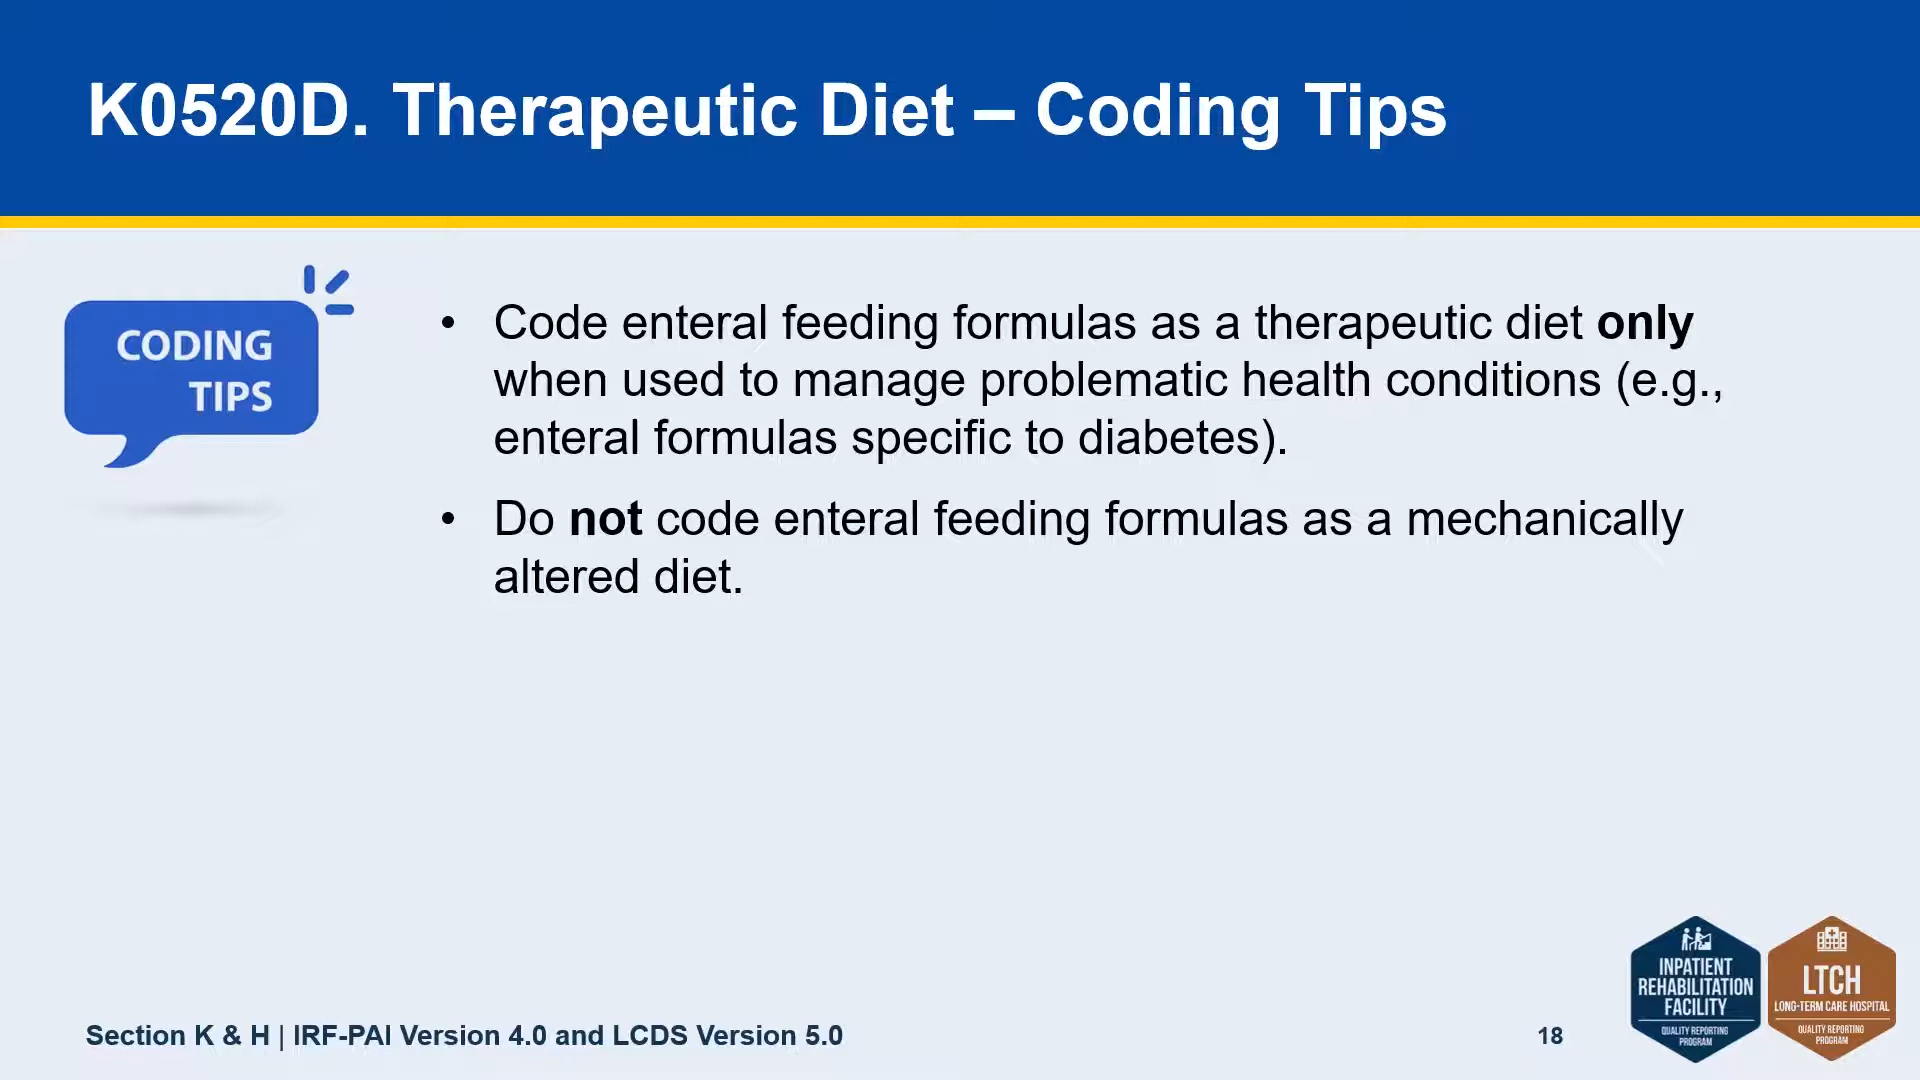 K0520D. Therapeutic Diet – Coding Tips
CODING
TIPS
• Code enteral feeding formulas as a therapeutic diet only
when used to manage problematic health conditions (e.g.,
enteral formulas specific to diabetes).
• Do not code enteral feeding formulas as a mechanically
altered diet.
Section K & H | IRF-PAI Version 4.0 and LCDS Version 5.0
18
INPATIENT
REHABILITATION
FACILITY
QUALITY REPORTING
PROGRAM
LTCH
LONG-TERM CARE HOSPITAL
QUALITY REPORTING
PROGRAM